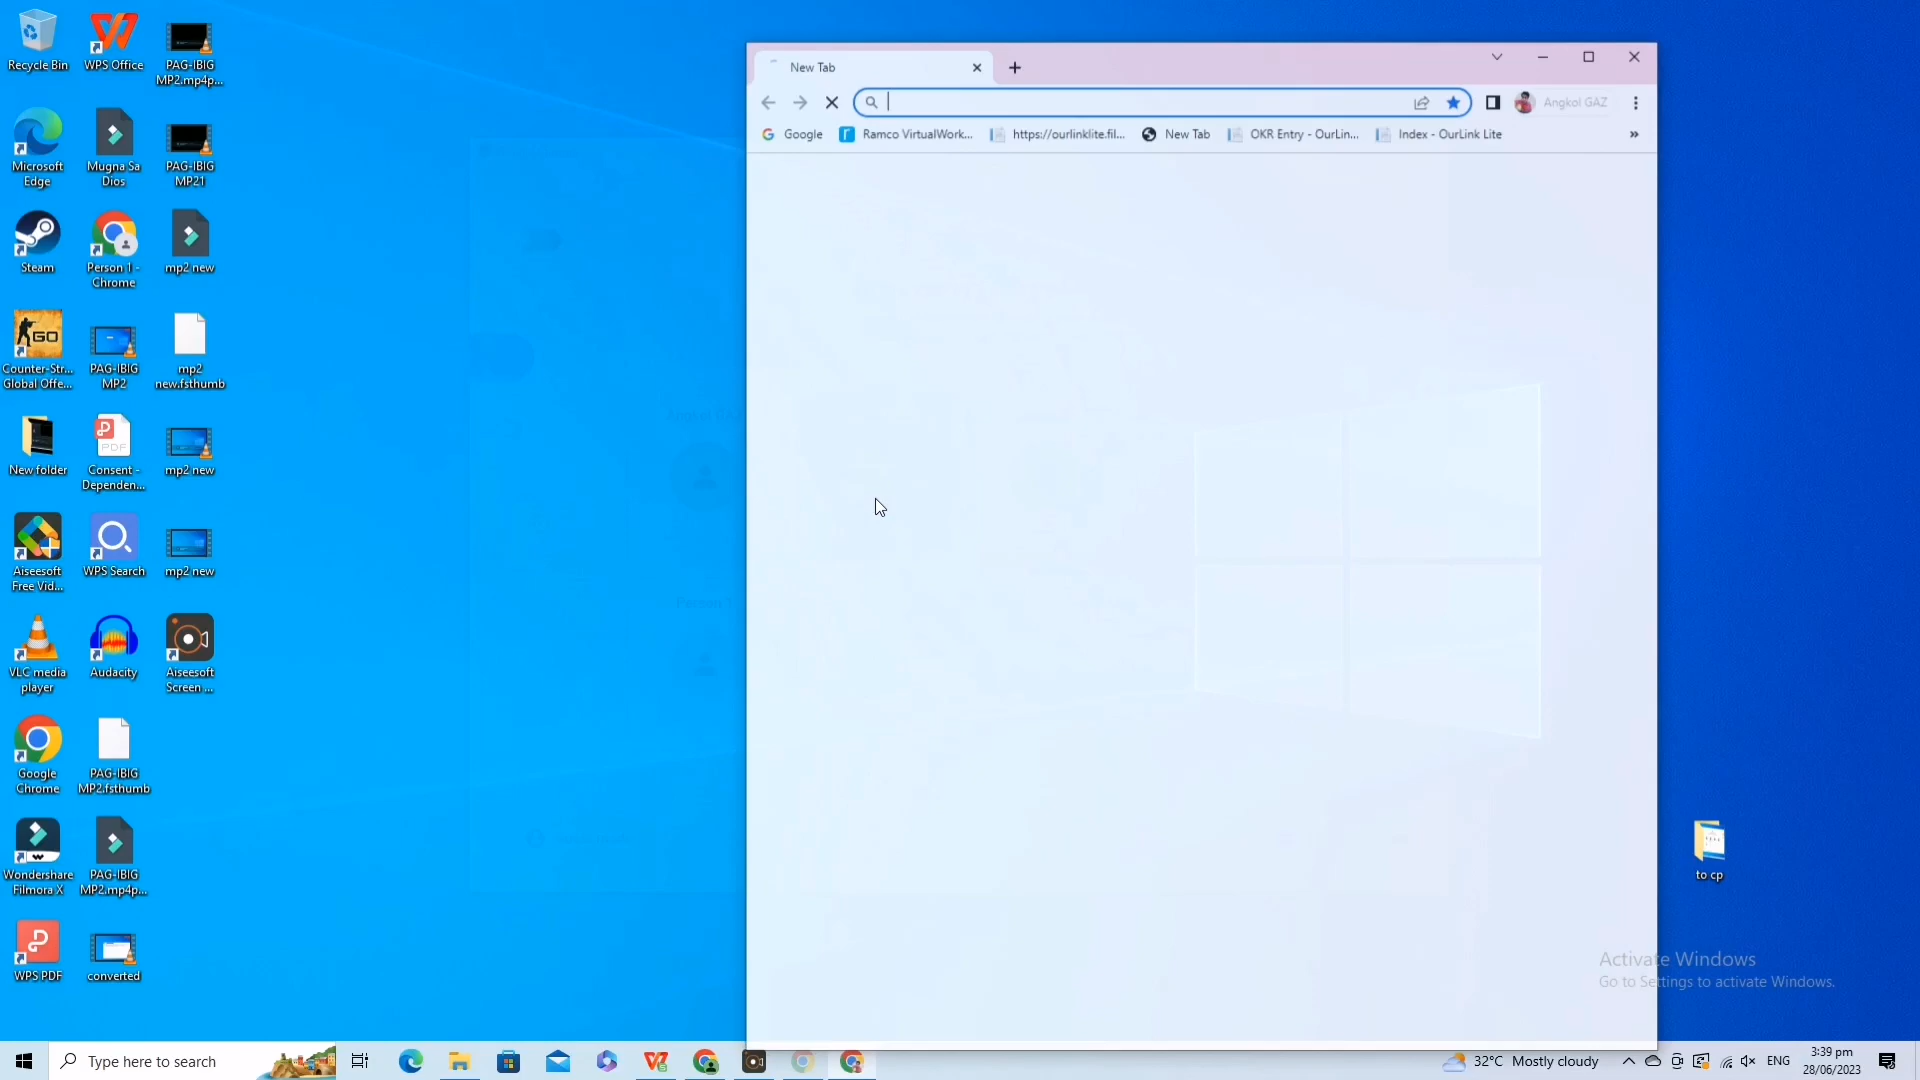 Recycle Bin
WPS Office
PAG-IBIG
MP2.mp4p...
Microsoft
Edge
Mugna Sa
Dios
PAG-IBIG
MP21
Steam
Person 1 -
Chrome
mp2 new
Counter-Str...
Global Offe...
PAG-IBIG
MP2
mp2
new.fsthumb
New folder
Consent -
Dependen...
mp2 new
Aiseesoft
Free Vid...
WPS Search
mp2 new
VLC media
player
Audacity
Aiseesoft
Screen ...
Google
Chrome
PAG-IBIG
MP2.fsthumb
Wondershare
Filmora X
PAG-IBIG
MP2.mp4p...
WPS PDF
converted
New Tab
Angkol GAZ
Google
Ramco VirtualWork...
https://ourlinklite.fil...
New Tab
OKR Entry - OurLin...
Index - OurLink Lite
»
Person 1
to cp
Activate Windows
Go to Settings to activate Windows.
Type here to search
32°C Mostly cloudy
ENG
3:39 pm
28/06/2023